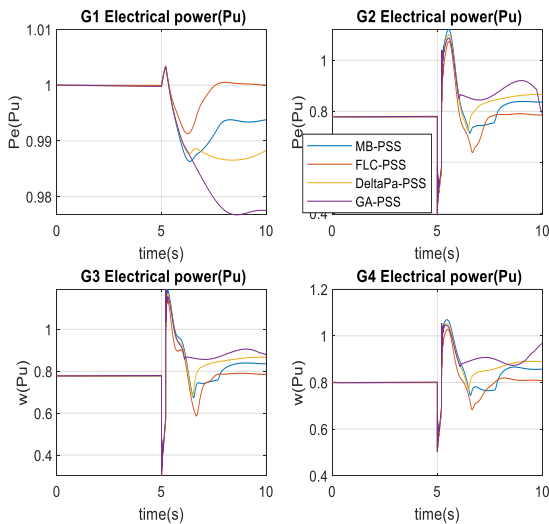 G1 Electrical power(Pu)
1.01
1
0.99
0.98
Pe(Pu)
0
5
10
time(s)
G2 Electrical power(Pu)
1
0.8
0.4
Pe(Pu)
MB-PSS
FLC-PSS
DeltaPa-PSS
GA-PSS
5
10
time(s)
G3 Electrical power(Pu)
1
0.8
0.6
0.4
w(Pu)
0
5
10
time(s)
G4 Electrical power(Pu)
1.2
1
0.8
0.6
0.4
w(Pu)
0
5
10
time(s)